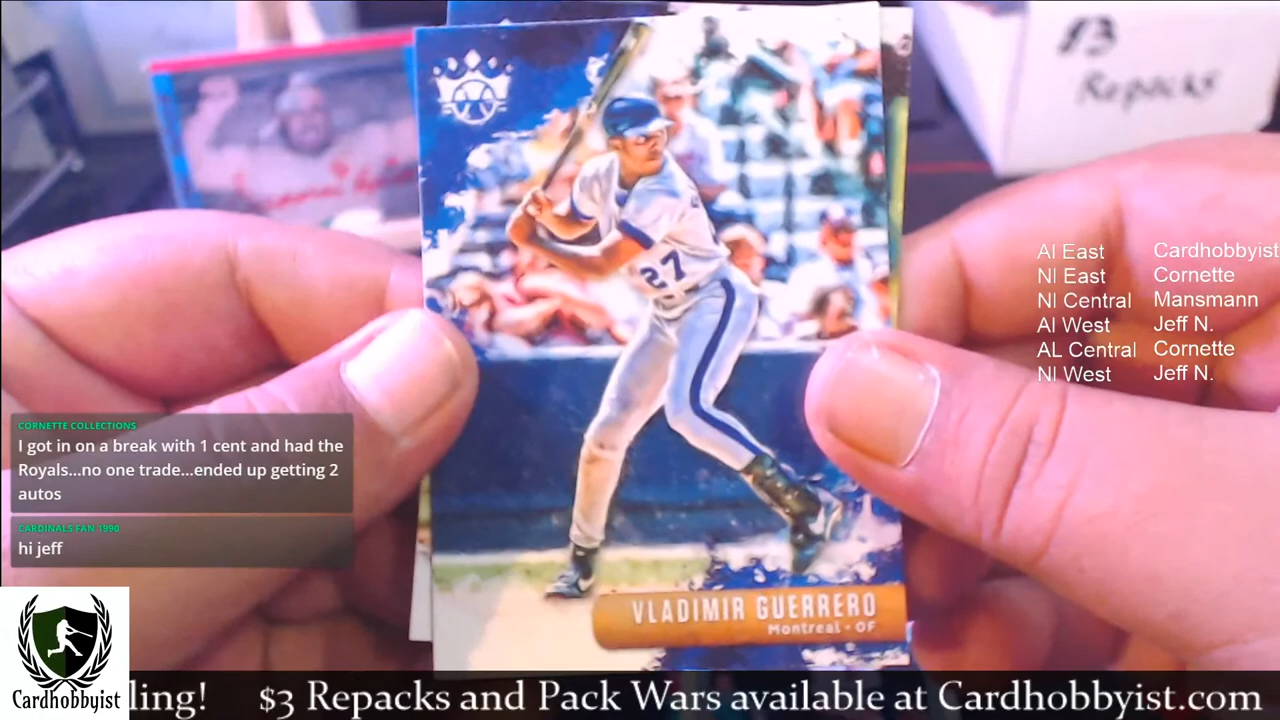 $3
Repacks
27
VLADIMIR GUERRERO
Montreal - OF
Al East Cardhobbyist
Nl East Cornette
Nl Central Mansmann
Al West Jeff N.
AL Central Cornette
Nl West Jeff N.
CORNETTE COLLECTIONS
I got in on a break with 1 cent and had the
Royals...no one trade...ended up getting 2
autos
CARDINALS FAN 1990
hi jeff
Cardhobbyist
ling! $3 Repacks and Pack Wars available at Cardhobbyist.com